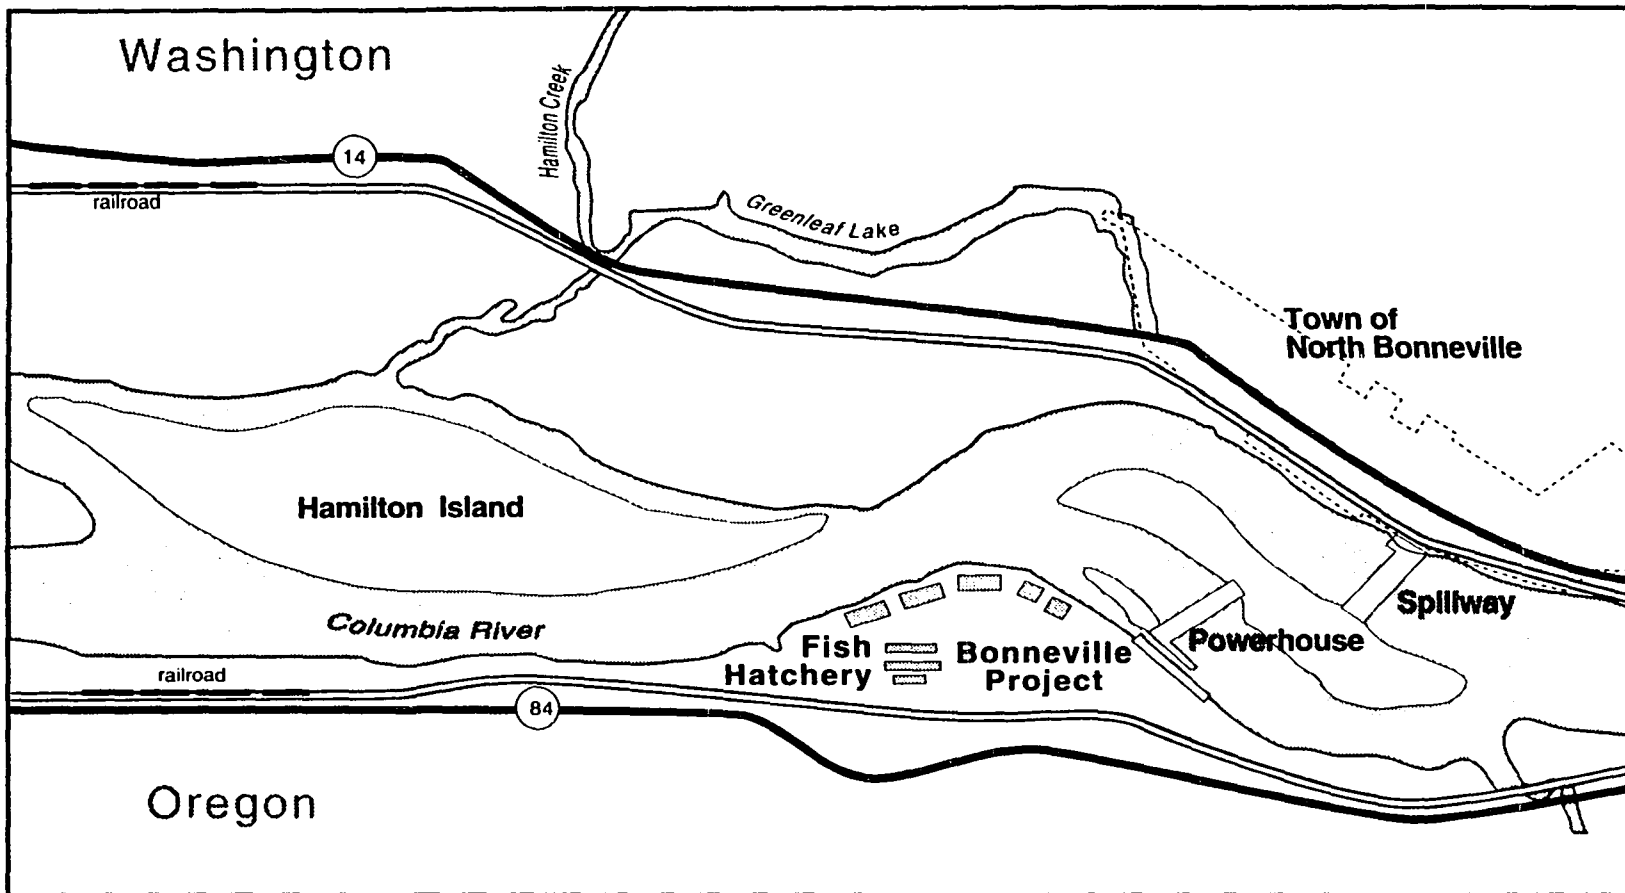 Washington
Hamilton Creek
14
railroad
Greenleaf Lake
Town of
North Bonneville
Hamilton Island
Columbia River
Spillway
Powerhouse
Fish
Hatchery
Bonneville
Project
railroad
84
Oregon